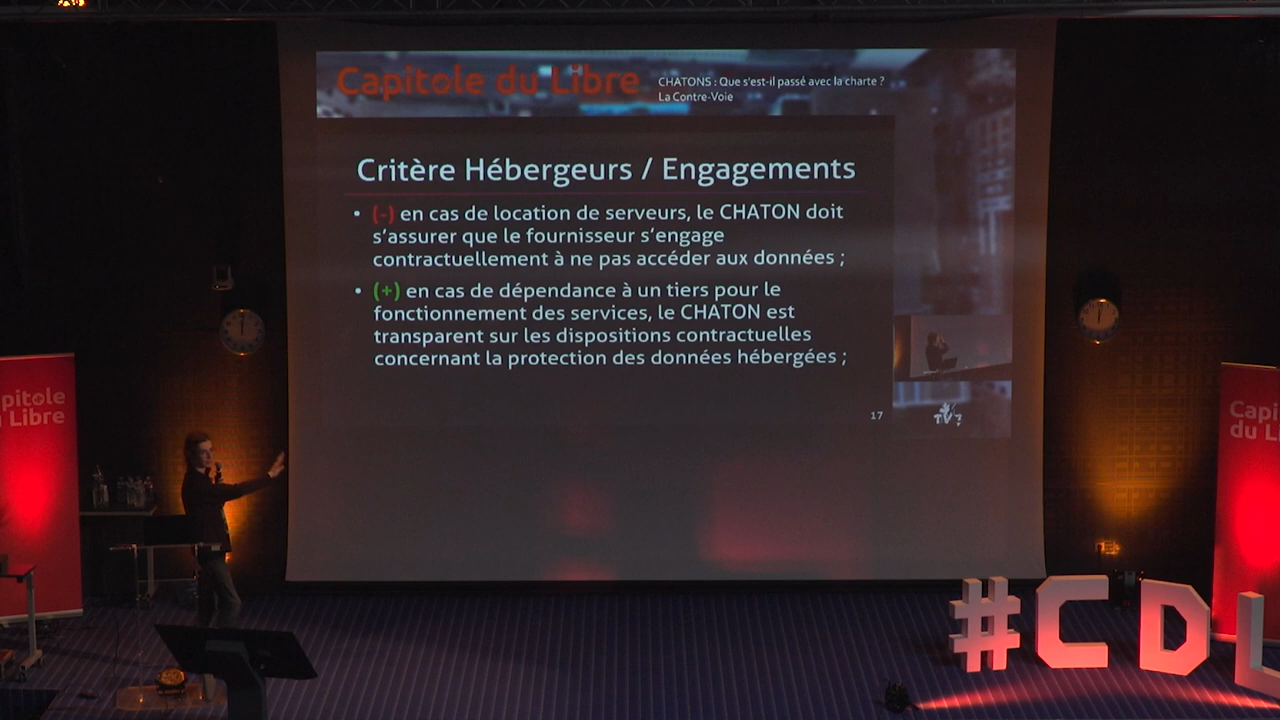 Capitole du Libre
CHATONS : Que s'est-il passé avec la charte ?
La Contre-Voie
Critère Hébergeurs / Engagements
• (-) en cas de location de serveurs, le CHATON doit
s'assurer que le fournisseur s'engage
contractuellement à ne pas accéder aux données ;
• (+) en cas de dépendance à un tiers pour le
fonctionnement des services, le CHATON est
transparent sur les dispositions contractuelles
concernant la protection des données hébergées ;
17
pitole
u Libre
Capi
du L
#CDL